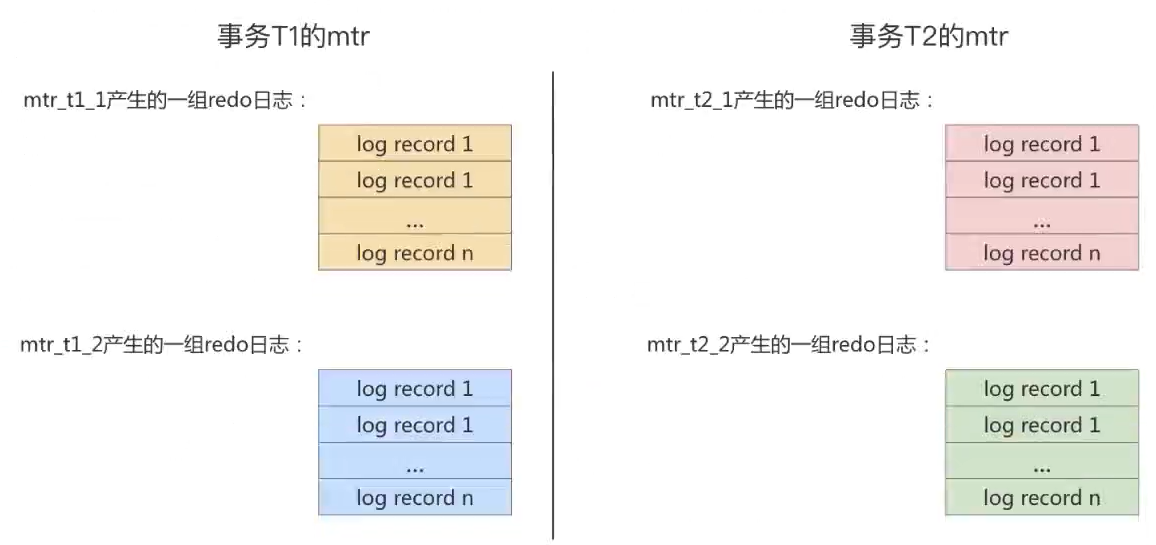 事务T1的mtr
mtr_t1_1产生的一组redo日志：
log record 1
log record 1
...
log record n
mtr_t1_2产生的一组redo日志：
log record 1
log record 1
...
log record n
事务T2的mtr
mtr_t2_1产生的一组redo日志：
log record 1
log record 1
...
log record n
mtr_t2_2产生的一组redo日志：
log record 1
log record 1
...
log record n